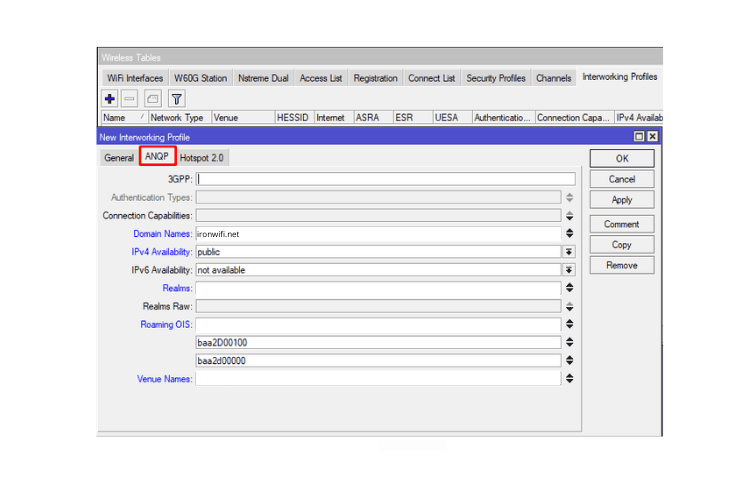 Wireless Tables
WiFi Interfaces W60G Station Nstreme Dual Access List Registration Connect List Security Profiles Channels Interworking Profiles
Name Network Type Venue HESSID Internet ASRA ESR UESA Authenticatio... Connection Capa... IPv4 Availab
New Interworking Profile
General ANQP Hotspot 2.0 OK
3GPP: Cancel
Authentication Types: Apply
Connection Capabilities: Comment
Domain Names: ironwifi.net
IPv4 Availability: public Copy
IPv6 Availability: not available Remove
Realms:
Realms Raw:
Roaming OIS:
baa2D00100
baa2d00000
Venue Names: